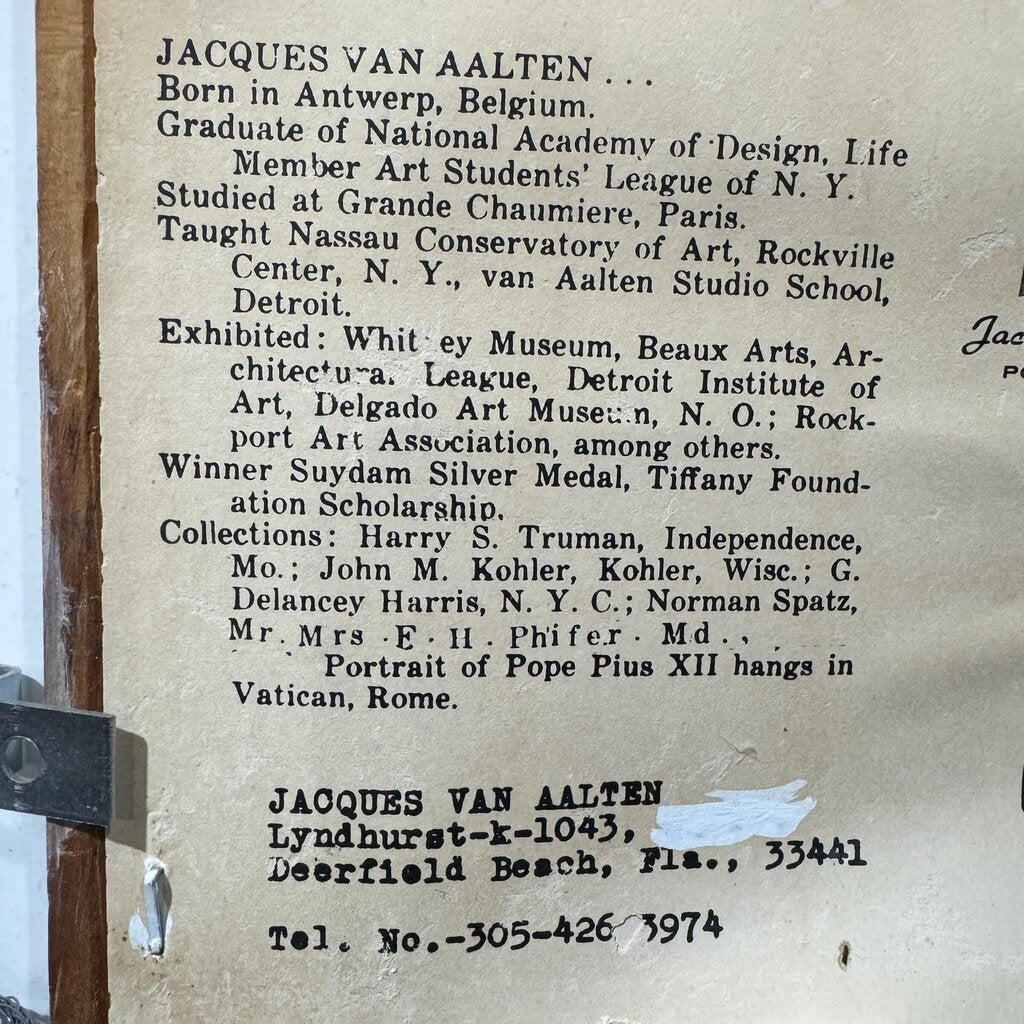 JACQUES VAN AALTEN . . .
Born in Antwerp, Belgium.
Graduate of National Academy of Design, Life
Member Art Students' League of N. Y.
Studied at Grande Chaumiere, Paris.
Taught Nassau Conservatory of Art, Rockville
Center, N. Y., van Aalten Studio School,
Detroit.
Exhibited: Whitney Museum, Beaux Arts, Ar-
chitectural League, Detroit Institute of
Art, Delgado Art Museum, N. O.; Rock-
port Art Association, among others.
Winner Suydam Silver Medal, Tiffany Found-
ation Scholarship.
Collections: Harry S. Truman, Independence,
Mo.; John M. Kohler, Kohler, Wisc.; G.
Delancey Harris, N. Y. C.; Norman Spatz,
Mr. Mrs. E. H. Phifer. Md.,
Portrait of Pope Pius XII hangs in
Vatican, Rome.
JACQUES VAN AALTEN
Lyndhurst-k-1043,
Deerfield Beach, Fla., 33441
Tel. No.-305-426-3974